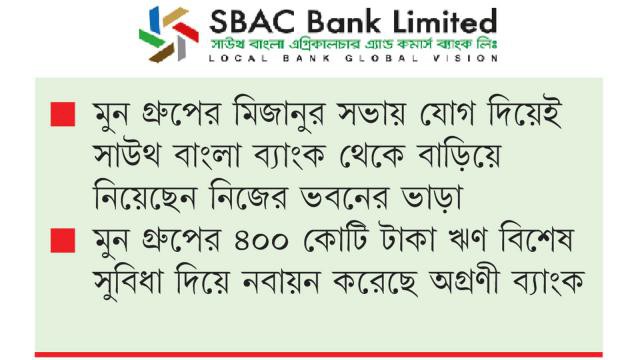 SBAC Bank Limited
সাউথ বাংলা এগ্রিকালচার এ্যান্ড কমার্স ব্যাংক লিঃ
LOCAL BANK GLOBAL VISION
মুন গ্রুপের মিজানুর সভায় যোগ দিয়েই
সাউথ বাংলা ব্যাংক থেকে বাড়িয়ে
নিয়েছেন নিজের ভবনের ভাড়া
মুন গ্রুপের ৪০০ কোটি টাকা ঋণ বিশেষ
সুবিধা দিয়ে নবায়ন করেছে অগ্রণী ব্যাংক